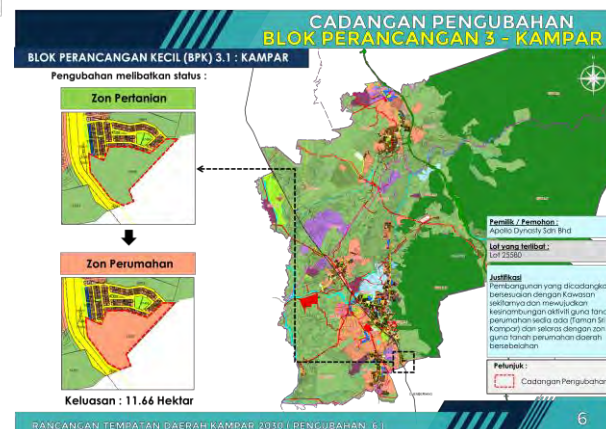 CADANGAN PENGUBAHAN
BLOK PERANCANGAN 3 - KAMPAR
BLOK PERANCANGAN KECIL (BPK) 3.1 : KAMPAR
Pengubahan melibatkan status :
Zon Pertanian
Zon Perumahan
Keluasan : 11.66 Hektar
Pemilik / Pemohon :
Apollo Dynasty Sdn Bhd
Lot yang terlibat :
Lot 25580
Justifikasi
Pembangunan yang dicadangka
bersesuaian dengan Kawasan
sekitarnya dan mewujudkan
kesinambungan aktiviti guna tana
perumahan sedia ada (Taman Sri
Kampar) dan selaras dengan zon
guna tanah perumahan daerah
bersebelahan
Petunjuk :
Cadangan Pengubahan
RANCANGAN TEMPATAN DAERAH KAMPAR 2030 ( PENGUBAHAN 6 )
6